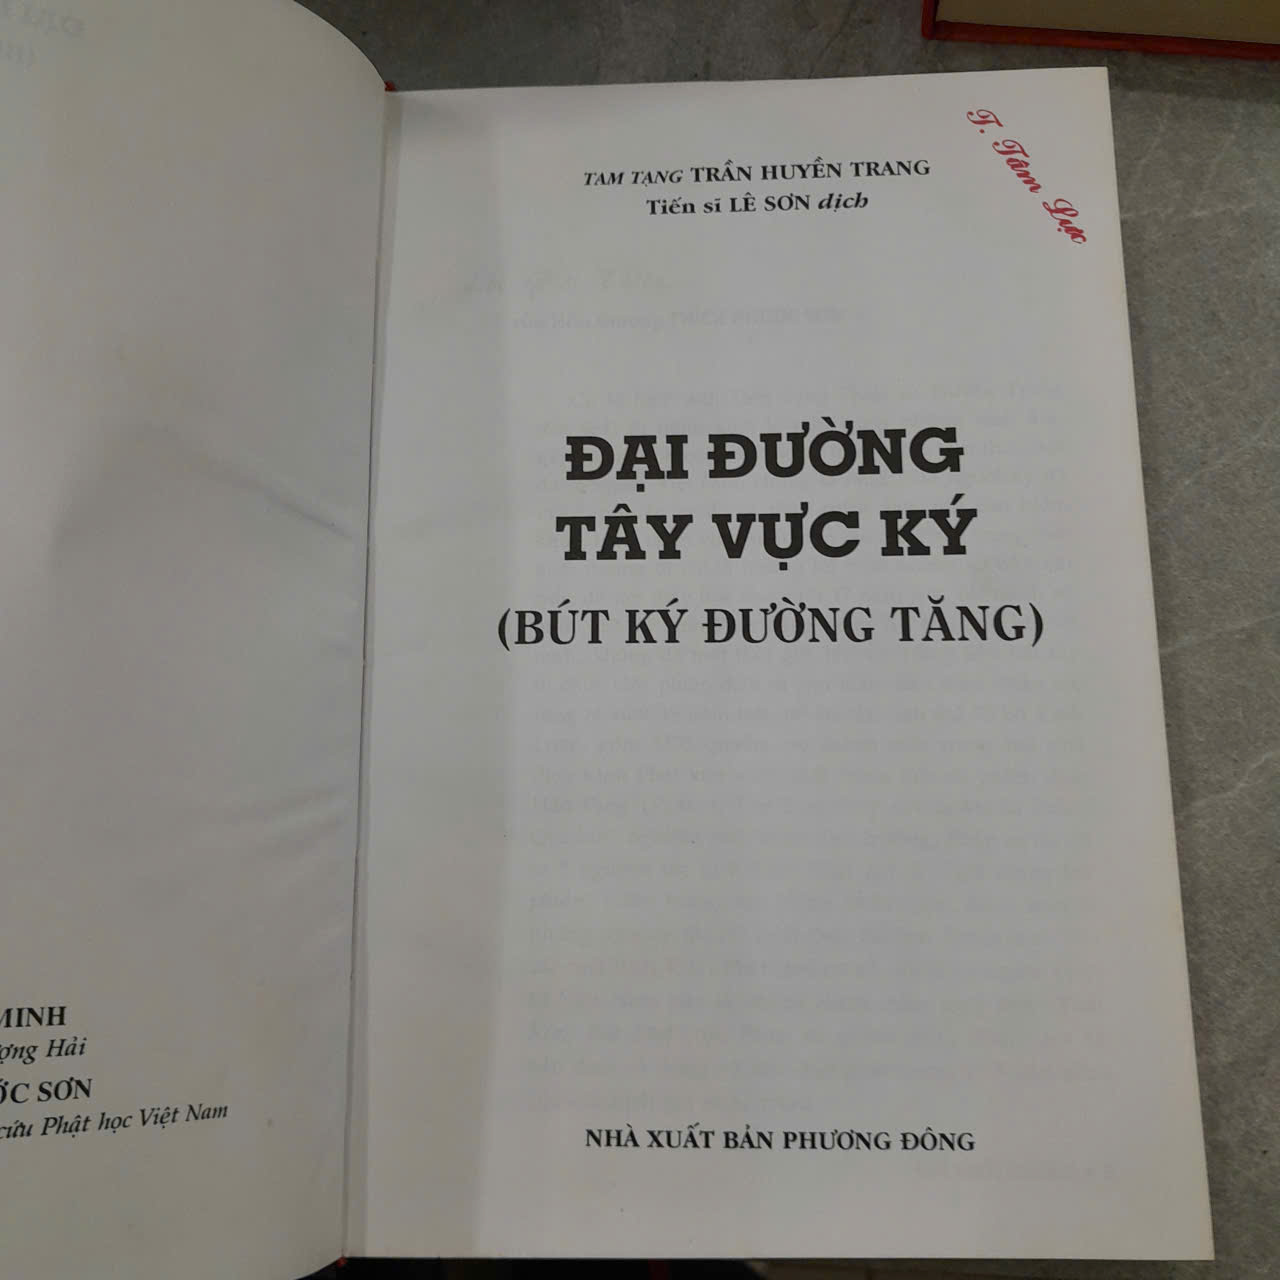 MINH
ợng Hải
ỚC SƠN
cứu Phật học Việt Nam
T. Tâm Lực
TAM TẠNG TRẦN HUYỀN TRANG
Tiến sĩ LÊ SƠN dịch
ĐẠI ĐƯỜNG
TÂY VỰC KÝ
(BÚT KÝ ĐƯỜNG TĂNG)
NHÀ XUẤT BẢN PHƯƠNG ĐÔNG